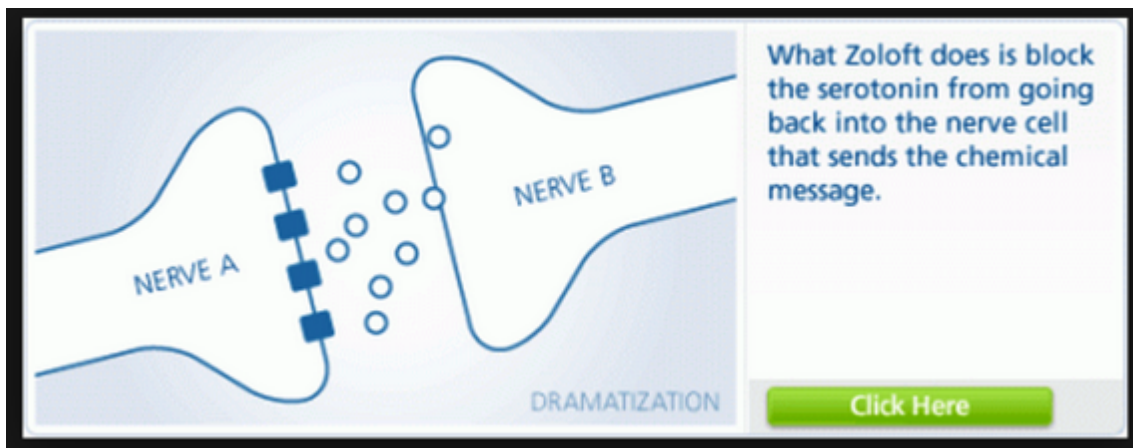 What Zoloft does is block
the serotonin from going
back into the nerve cell
that sends the chemical
message.
NERVE A
NERVE B
DRAMATIZATION
Click Here